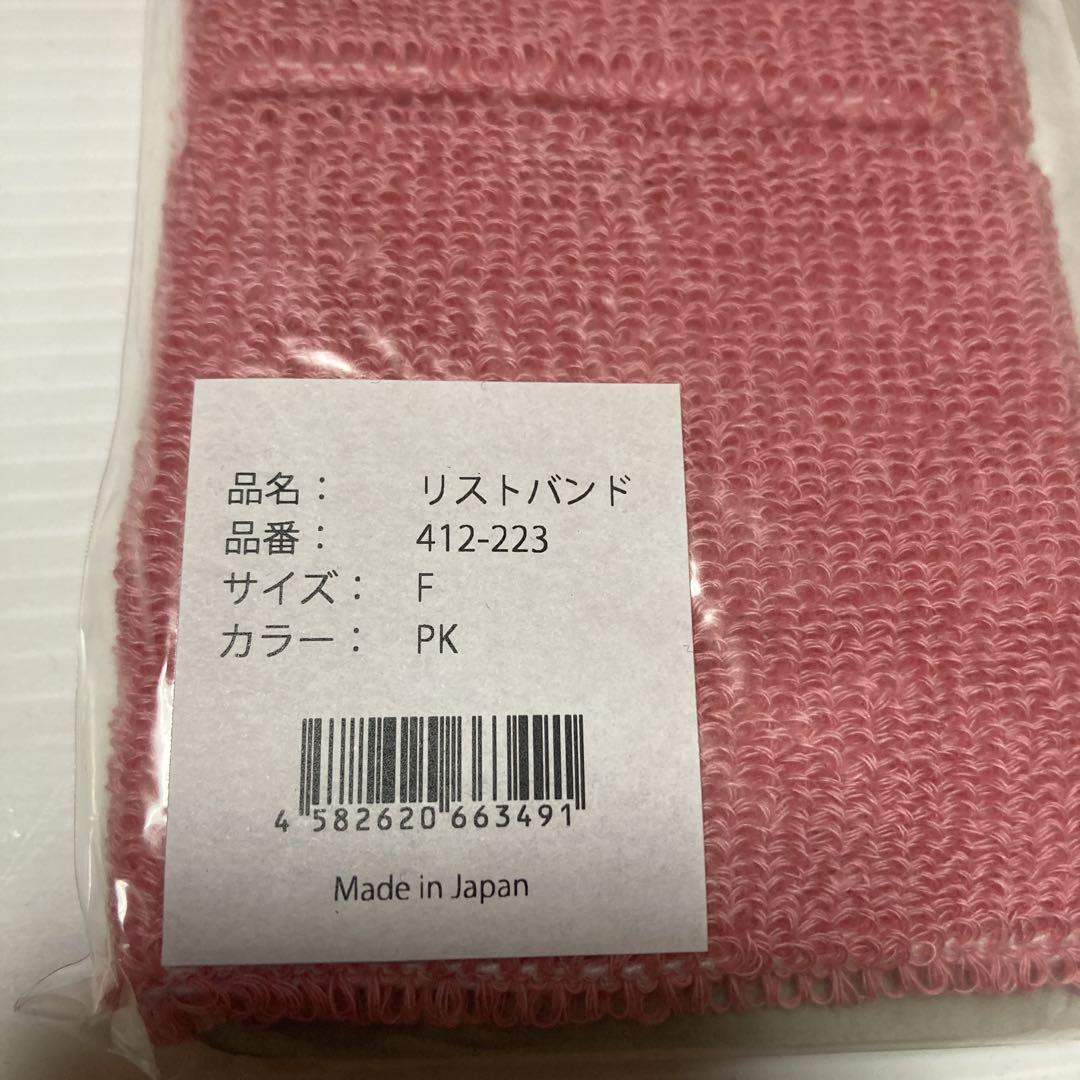 品名： リストバンド
品番： 412-223
サイズ： F
カラー： PK
4 582620 663491
Made in Japan